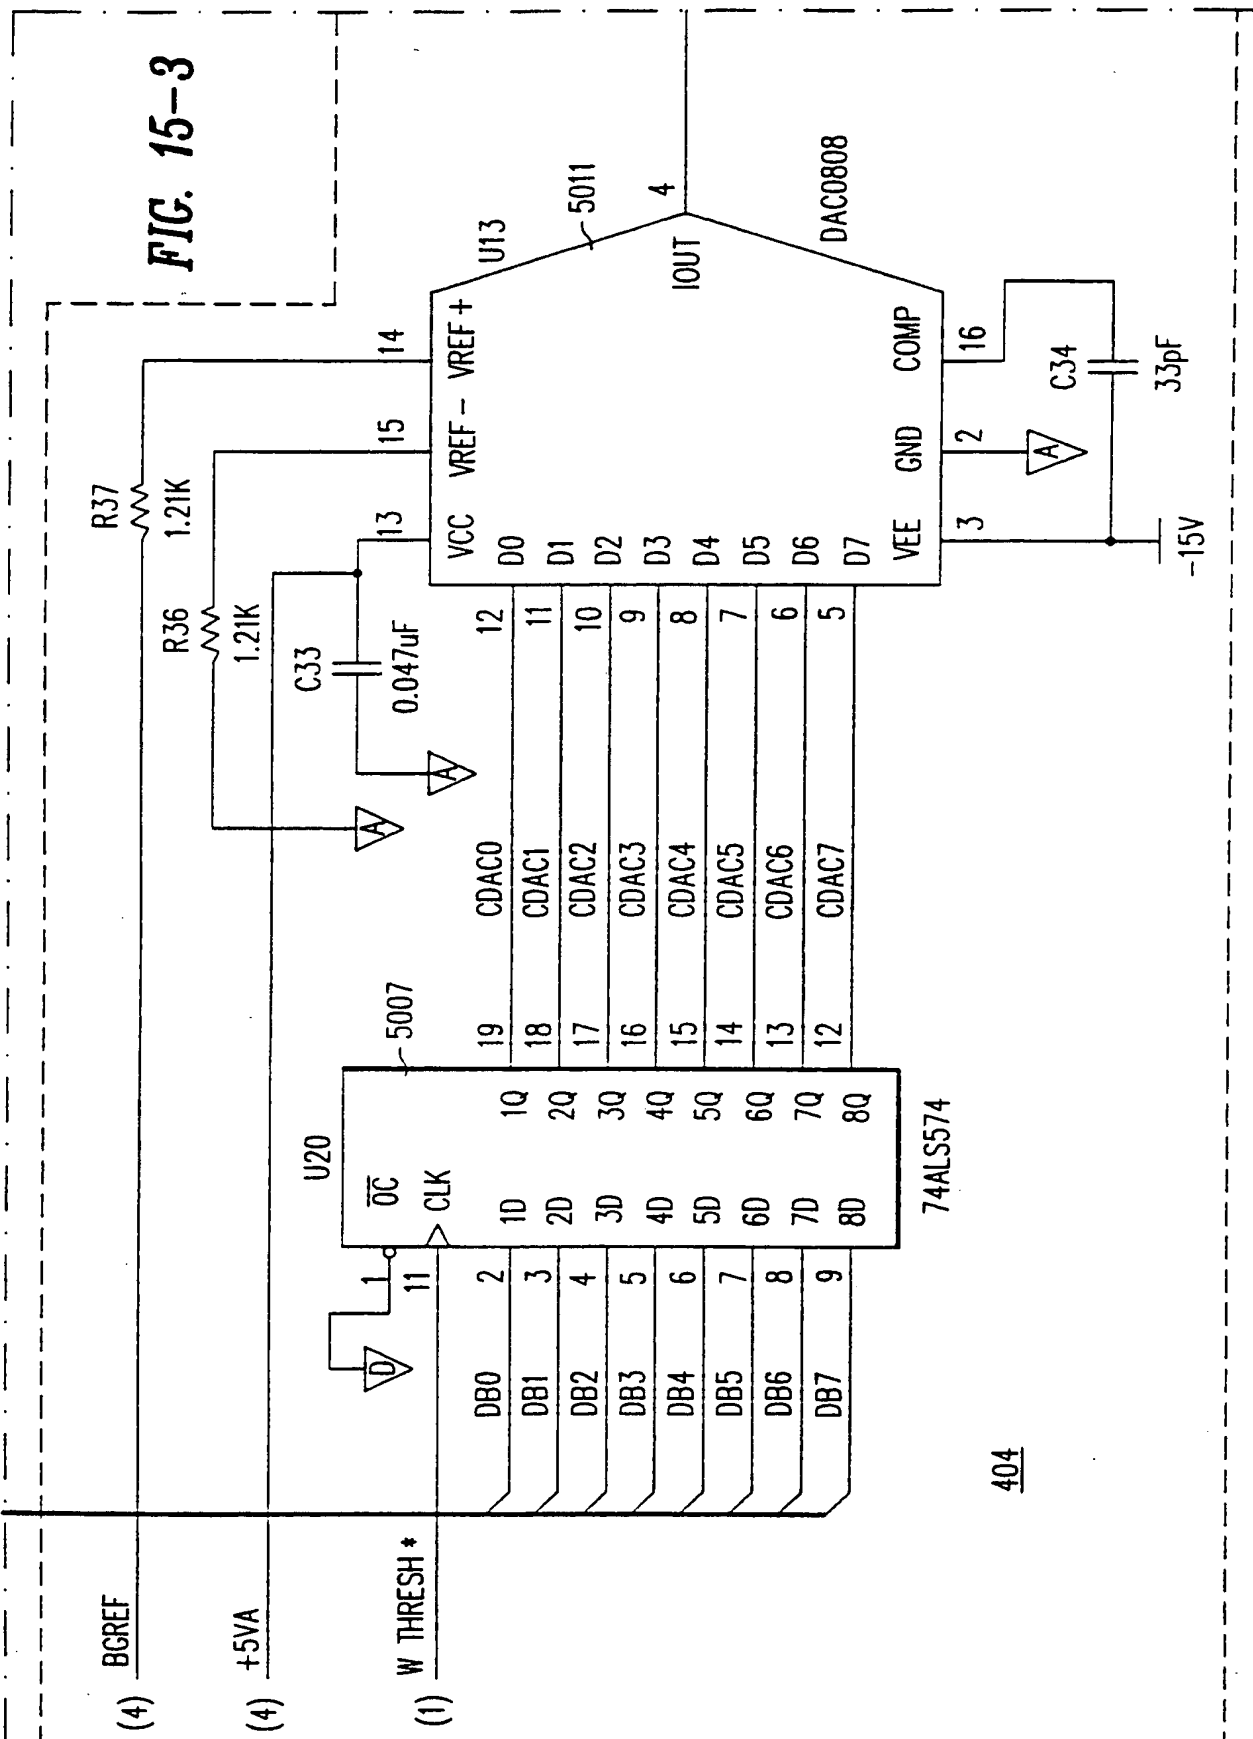 FIG. 15-3
BGREF
(4)
+5VA
(4)
W THRESH *
(1)
R37
1.21K
R36
1.21K
C33
0.047uF
A
A
D
U20
5007
OC
CLK
1
11
DB0 2 1D 1Q 19 CDAC0 12 D0
DB1 3 2D 2Q 18 CDAC1 11 D1
DB2 4 3D 3Q 17 CDAC2 10 D2
DB3 5 4D 4Q 16 CDAC3 9 D3
DB4 6 5D 5Q 15 CDAC4 8 D4
DB5 7 6D 6Q 14 CDAC5 7 D5
DB6 8 7D 7Q 13 CDAC6 6 D6
DB7 9 8D 8Q 12 CDAC7 5 D7
74ALS574
13 15 14
VCC VREF - VREF +
U13
5011
IOUT
4
DAC0808
VEE GND COMP
3 2 16
A
C34
33pF
-15V
404